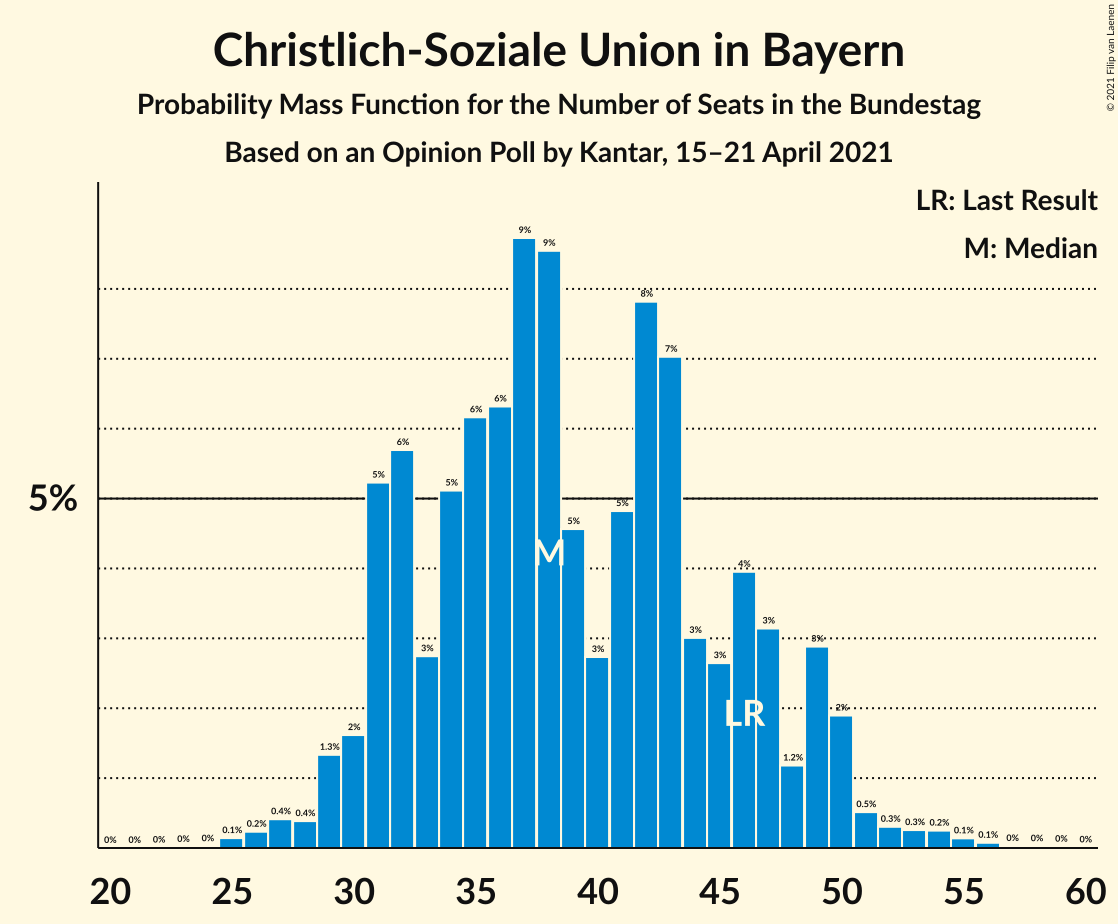 Christlich-Soziale Union in Bayern
Probability Mass Function for the Number of Seats in the Bundestag
Based on an Opinion Poll by Kantar, 15–21 April 2021
© 2021 Filip van Laenen
LR: Last Result
M: Median
5%
0% 0% 0% 0% 0% 0.1% 0.2% 0.4% 0.4% 1.3% 2% 5% 6% 3% 5% 6% 6% 9% 9% 5% 3% 5% 8% 7% 3% 3% 4% 3% 1.2% 3% 2% 0.5% 0.3% 0.3% 0.2% 0.1% 0.1% 0% 0% 0% 0%
M
LR
20 25 30 35 40 45 50 55 60